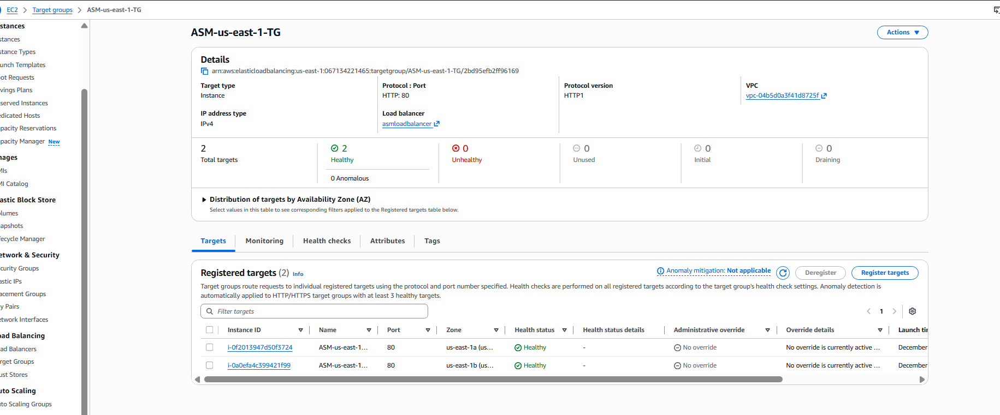 EC2 > Target groups > ASM-us-east-1-TG
stances
stances
stance Types
unch Templates
ot Requests
vings Plans
served Instances
edicated Hosts
pacity Reservations
pacity Manager New
nages
MIs
MI Catalog
astic Block Store
olumes
napshots
fecycle Manager
etwork & Security
curity Groups
astic IPs
acement Groups
y Pairs
etwork Interfaces
oad Balancing
ad Balancers
rget Groups
ust Stores
uto Scaling
uto Scaling Groups
ASM-us-east-1-TG
Actions
Details
arn:aws:elasticloadbalancing:us-east-1:067134221465:targetgroup/ASM-us-east-1-TG/2bd95efb2ff96169
Target type
Instance
Protocol : Port
HTTP: 80
Protocol version
HTTP1
VPC
vpc-04b5d0a3f41d8725f
IP address type
IPv4
Load balancer
asmloadbalancer
2
Total targets
2
Healthy
0 Anomalous
0
Unhealthy
0
Unused
0
Initial
0
Draining
Distribution of targets by Availability Zone (AZ)
Select values in this table to see corresponding filters applied to the Registered targets table below.
Targets Monitoring Health checks Attributes Tags
Registered targets (2) Info
Anomaly mitigation: Not applicable
Deregister
Register targets
Target groups route requests to individual registered targets using the protocol and port number specified. Health checks are performed on all registered targets according to the target group's health check settings. Anomaly detection is
automatically applied to HTTP/HTTPS target groups with at least 3 healthy targets.
Filter targets
1
Instance ID Name Port Zone Health status Health status details Administrative override Override details Launch tir
i-0f2013947d50f3724 ASM-us-east-1... 80 us-east-1a (us... Healthy - No override No override is currently active ... December
i-0a0efa4c399421f99 ASM-us-east-1... 80 us-east-1b (us... Healthy - No override No override is currently active ... December